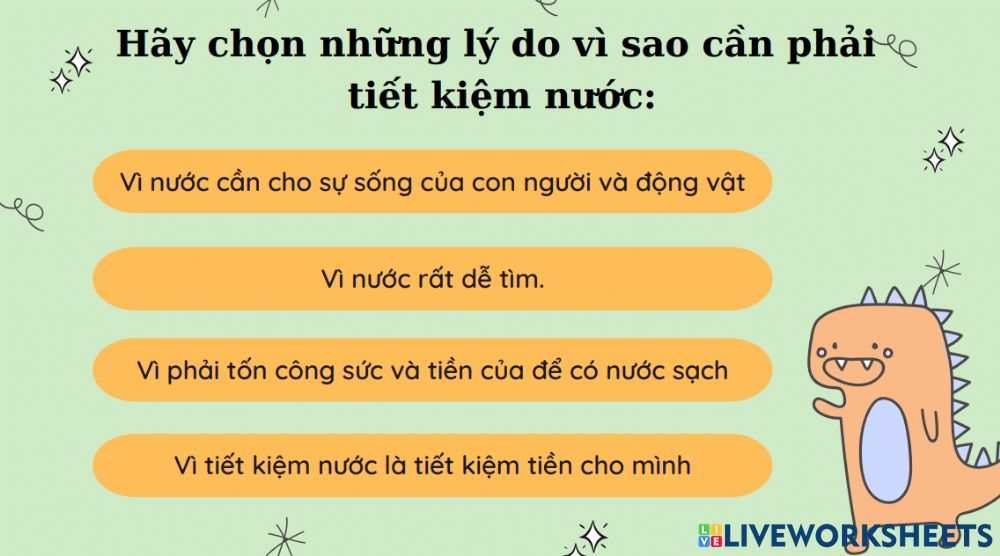 Hãy chọn những lý do vì sao cần phải
tiết kiệm nước:
Vì nước cần cho sự sống của con người và động vật
Vì nước rất dễ tìm.
Vì phải tốn công sức và tiền của để có nước sạch
Vì tiết kiệm nước là tiết kiệm tiền cho mình
LIVE LIVEWORKSHEETS